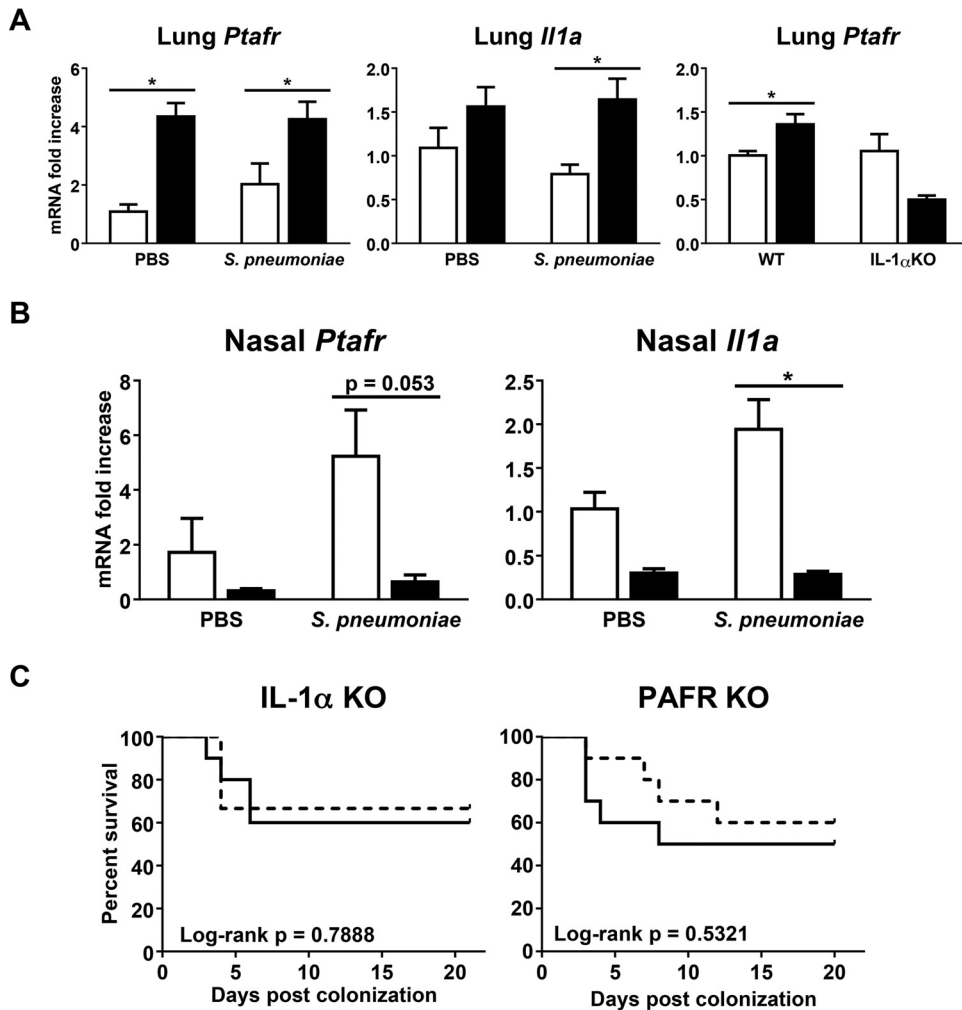 A
Lung Ptafr
Lung Il1a
Lung Ptafr
mRNA fold increase
6
4
2
0
*
*
PBS
S. pneumoniae
2.0
1.5
1.0
0.5
0.0
*
PBS
S. pneumoniae
2.0
1.5
1.0
0.5
0.0
*
WT
IL-1αKO
B
Nasal Ptafr
Nasal Il1a
mRNA fold increase
8
6
4
2
0
p = 0.053
PBS
S. pneumoniae
2.5
2.0
1.5
1.0
0.5
0.0
*
PBS
S. pneumoniae
C
IL-1α KO
PAFR KO
Percent survival
100
80
60
40
20
0
Log-rank p = 0.7888
0 5 10 15 20
Days post colonization
100
80
60
40
20
0
Log-rank p = 0.5321
0 5 10 15 20
Days post colonization